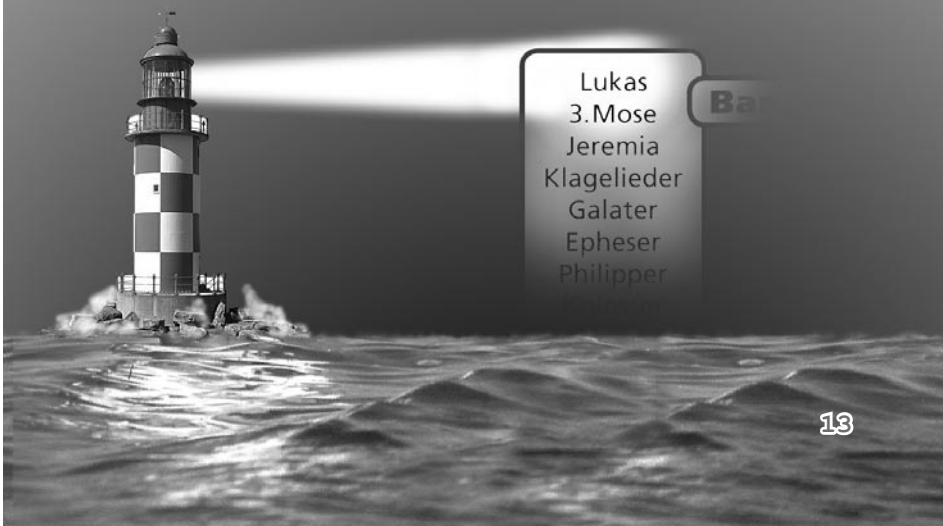 Lukas
3.Mose
Jeremia
Klagelieder
Galater
Epheser
Philipper
13